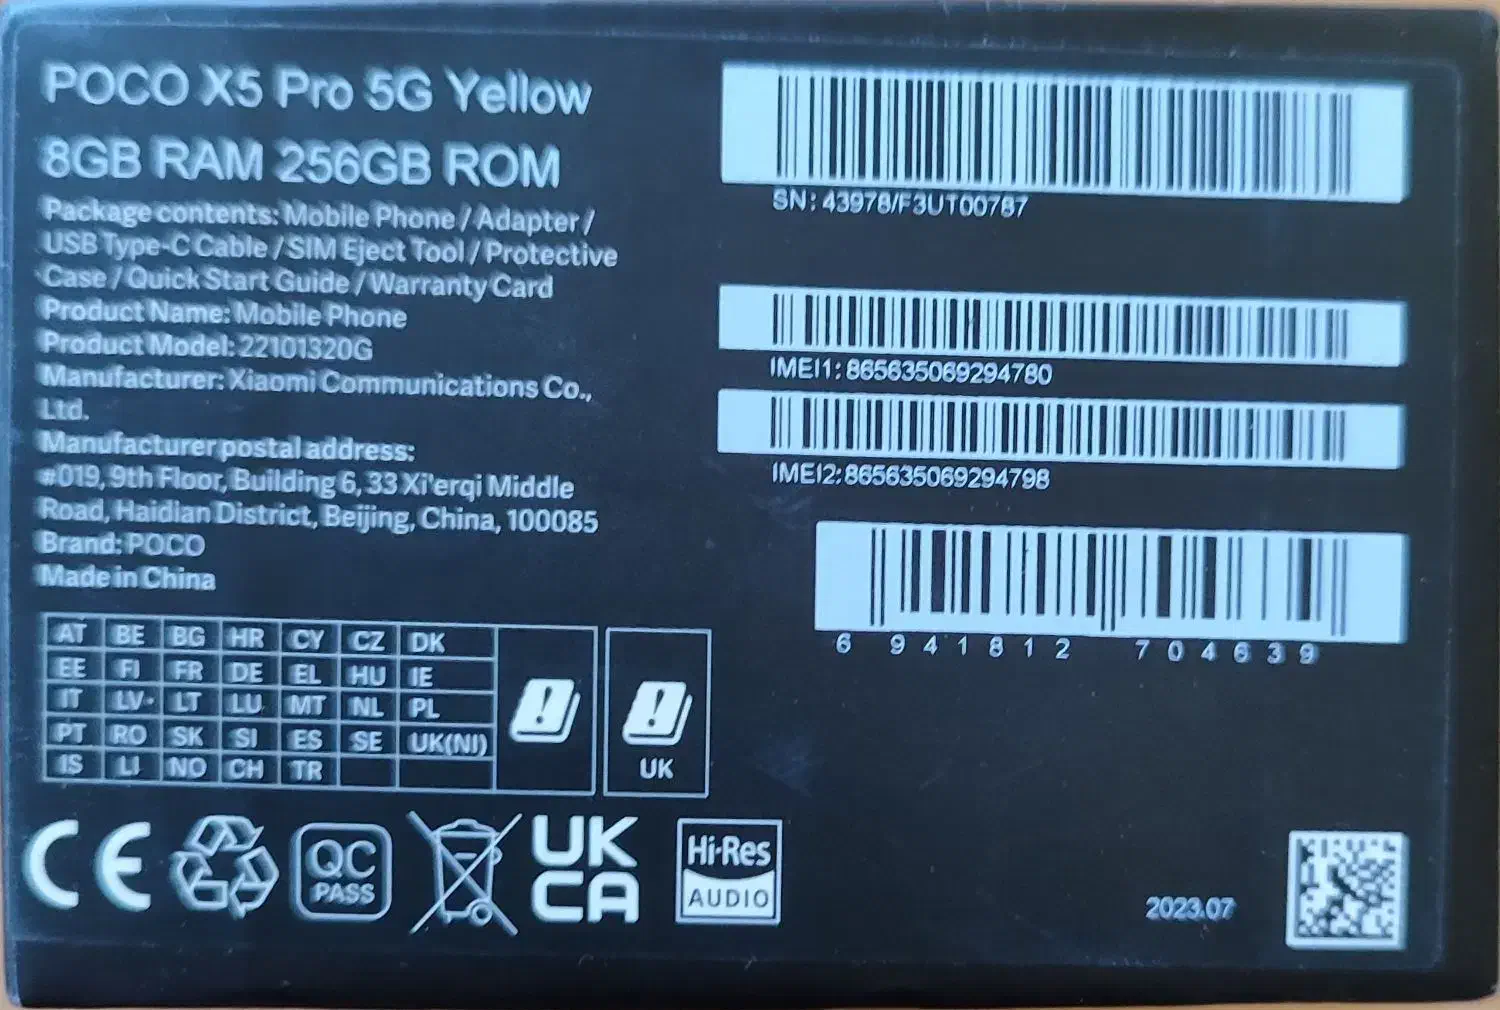 POCO X5 Pro 5G Yellow
8GB RAM 256GB ROM
Package contents: Mobile Phone / Adapter /
USB Type-C Cable / SIM Eject Tool / Protective
Case / Quick Start Guide / Warranty Card
Product Name: Mobile Phone
Product Model: 22101320G
Manufacturer: Xiaomi Communications Co.,
Ltd.
Manufacturer postal address:
#019, 9th Floor, Building 6, 33 Xi'erqi Middle
Road, Haidian District, Beijing, China, 100085
Brand: POCO
Made in China
AT BE BG HR CY CZ DK
EE FI FR DE EL HU IE
IT LV LT LU MT NL PL
PT RO SK SI ES SE UK(NI)
IS LI NO CH TR
UK
CE
QC
PASS
UK
CA
Hi-Res
AUDIO
SN: 43978/F3UT00787
IMEI1: 865635069294780
IMEI2: 865635069294798
6 941812 704639
2023.07